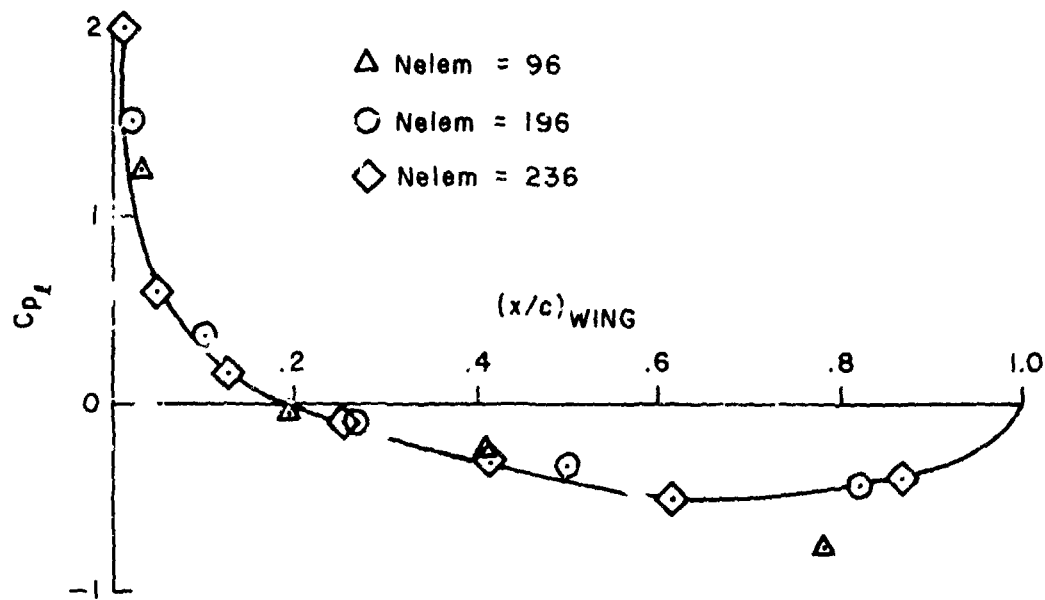 2
Nelem = 96
Nelem = 196
Nelem = 236
1
Cpℓ
(x/c)WING
.2
.4
.6
.8
1.0
0
-1